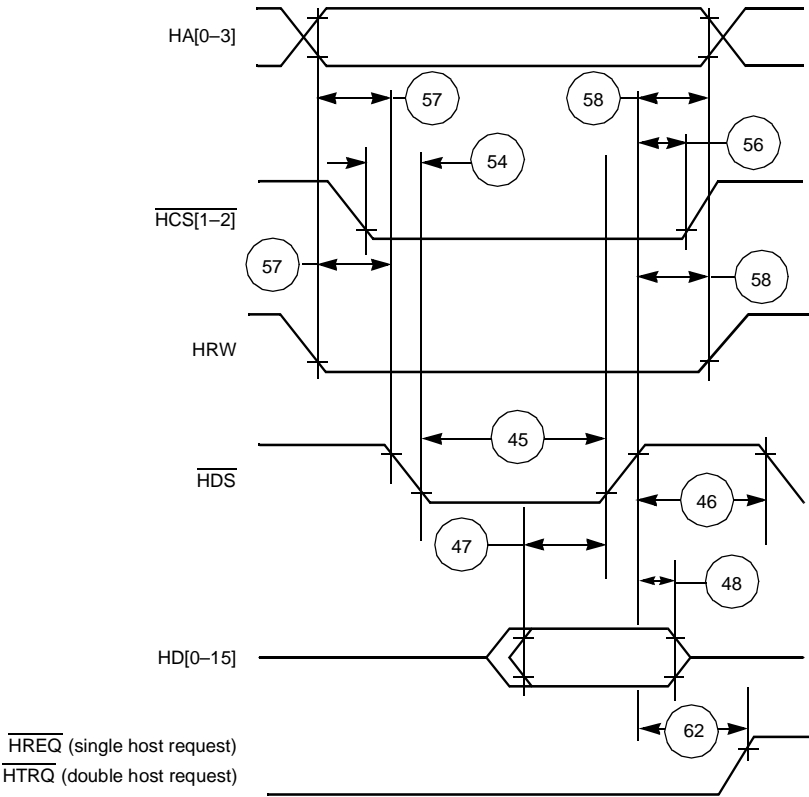 HA[0–3]
57
58
56
54
HCS[1–2]
57
58
HRW
45
HDS
46
47
48
HD[0–15]
62
HREQ (single host request)
HTRQ (double host request)